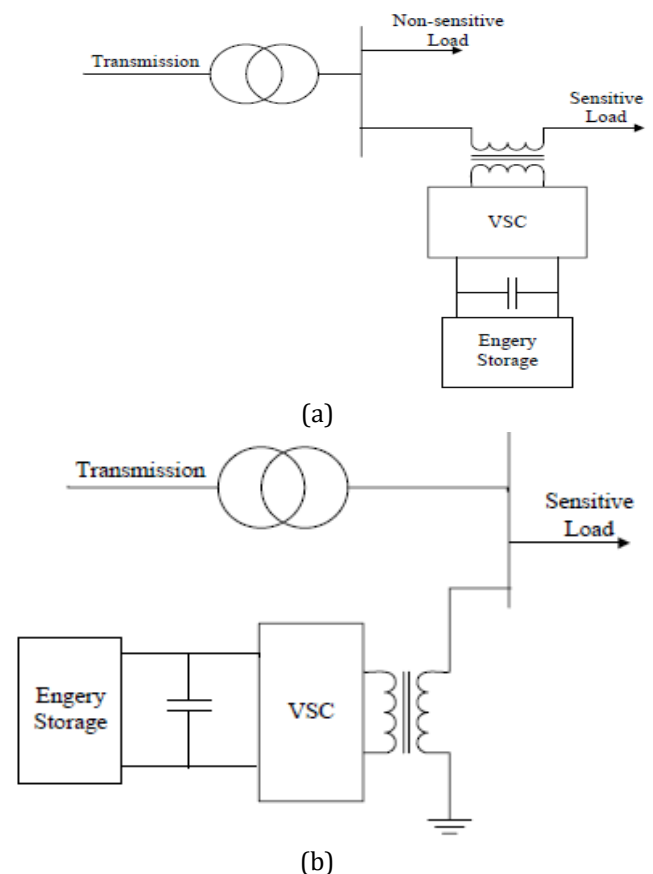 Non-sensitive
Load
Transmission
Sensitive
Load
VSC
Engery
Storage
(a)
Transmission
Sensitive
Load
Engery
Storage
VSC
(b)